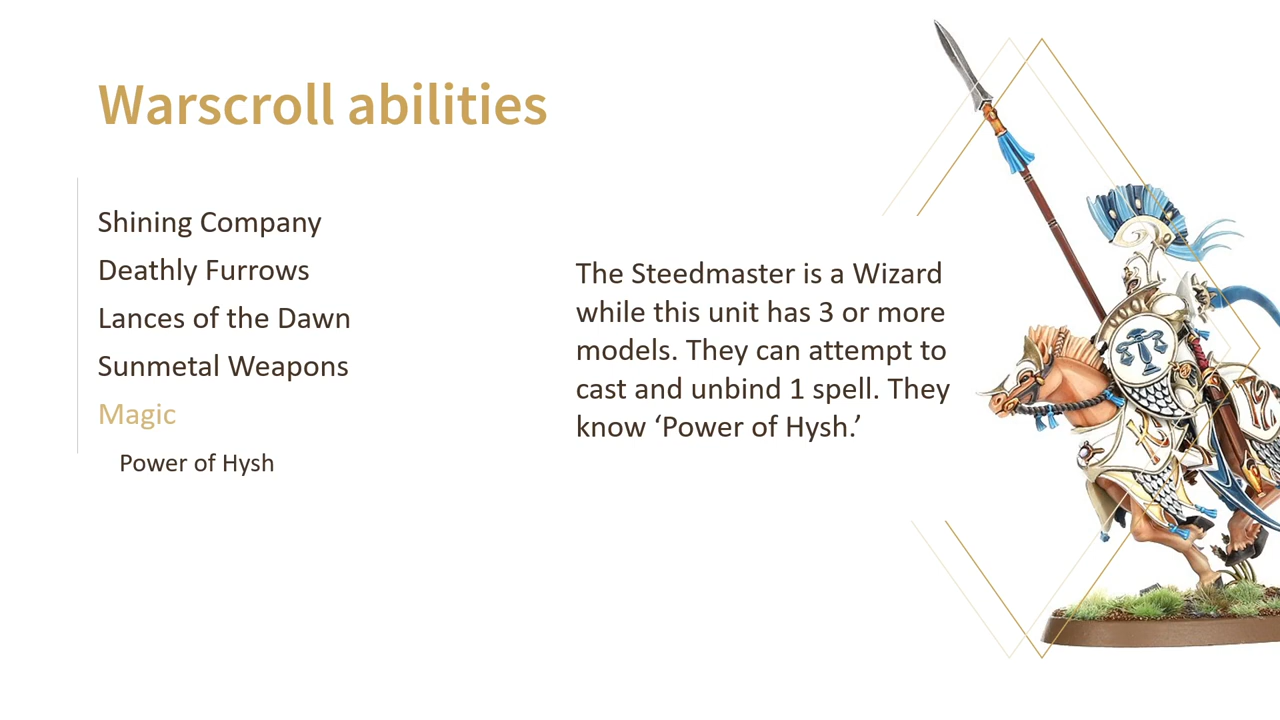 Warscroll abilities
Shining Company
Deathly Furrows
Lances of the Dawn
Sunmetal Weapons
Magic
Power of Hysh
The Steedmaster is a Wizard
while this unit has 3 or more
models. They can attempt to
cast and unbind 1 spell. They
know ‘Power of Hysh.’